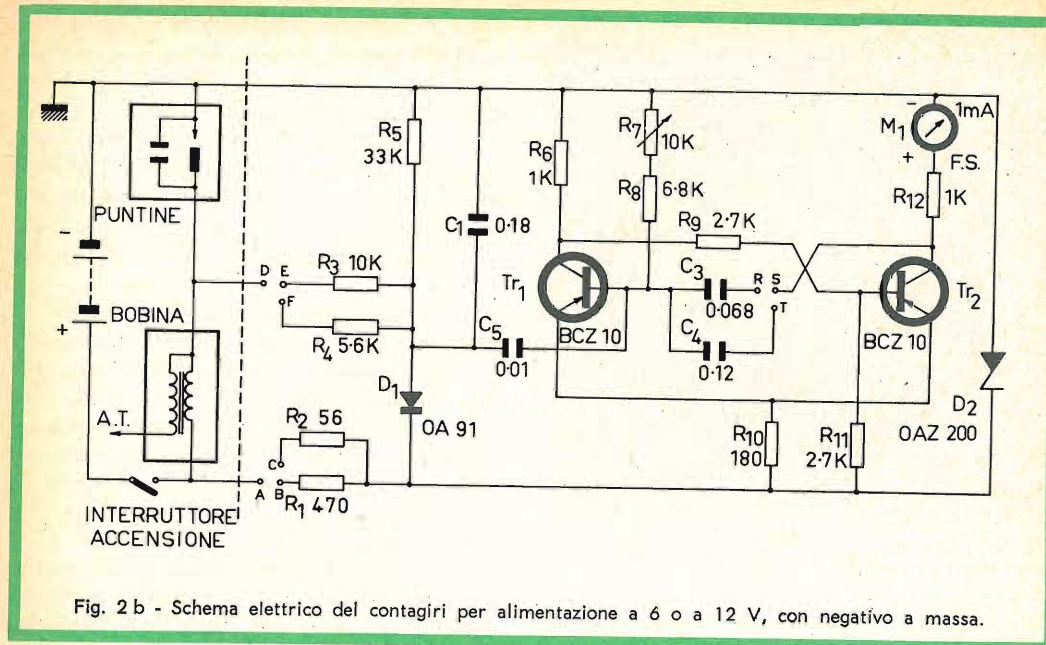 PUNTINE
BOBINA
A.T.
INTERRUTTORE
ACCENSIONE
-
+
D
E
F
A
B
C
R3 10K
R4 5.6K
R2 56
R1 470
R5
33K
C1 0·18
D1
OA 91
C5
0·01
R6
1K
Tr1
BCZ 10
R7
10K
R8 6.8K
R9 2.7K
C3
0·068
R S
T
C4
0·12
M1
-
1mA
+
F.S.
R12 1K
Tr2
BCZ 10
R10
180
R11
2.7K
D2
OAZ 200
Fig. 2 b - Schema elettrico del contagiri per alimentazione a 6 o a 12 V, con negativo a massa.